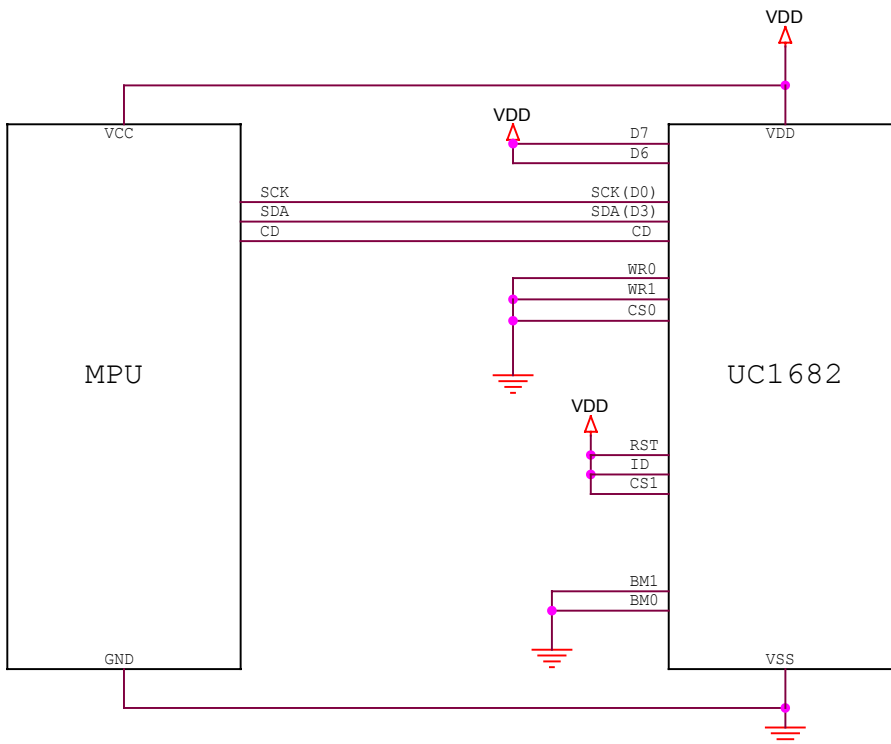 VDD
VCC
VDD
D7
VDD
D6
SCK
SCK(D0)
SDA
SDA(D3)
CD
CD
WR0
WR1
CS0
MPU
UC1682
VDD
RST
ID
CS1
BM1
BM0
GND
VSS